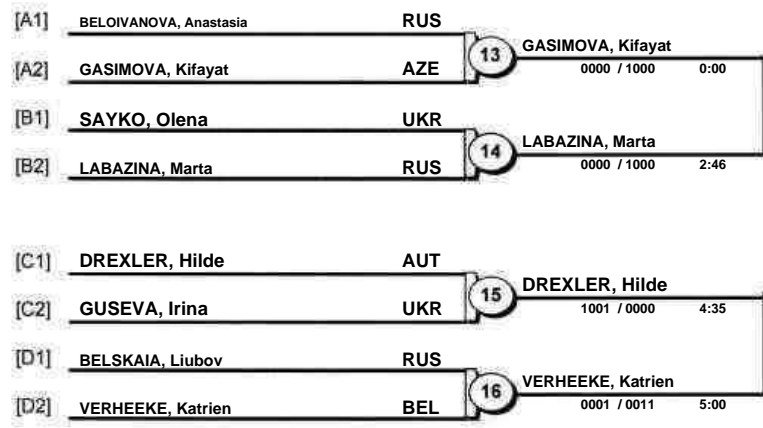 [A1] BELOIVANOVA, Anastasia RUS
13 GASIMOVA, Kifayat
[A2] GASIMOVA, Kifayat AZE
0000 / 1000 0:00
[B1] SAYKO, Olena UKR
14 LABAZINA, Marta
[B2] LABAZINA, Marta RUS
0000 / 1000 2:46
[C1] DREXLER, Hilde AUT
15 DREXLER, Hilde
[C2] GUSEVA, Irina UKR
1001 / 0000 4:35
[D1] BELSKAIA, Liubov RUS
16 VERHEEKE, Katrien
[D2] VERHEEKE, Katrien BEL
0001 / 0011 5:00